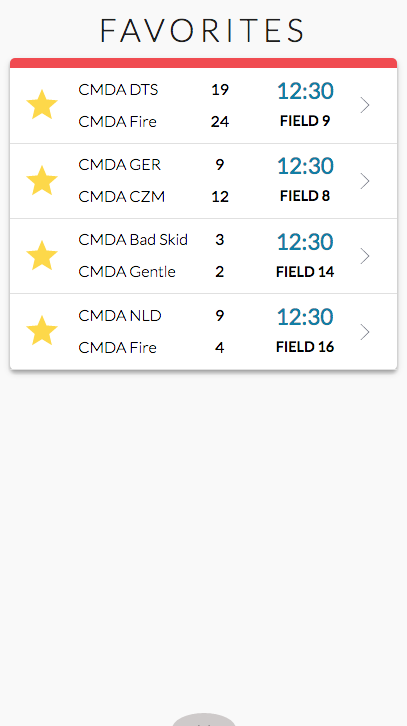 FAVORITES
CMDA DTS 19 12:30
CMDA Fire 24 FIELD 9
CMDA GER 9 12:30
CMDA CZM 12 FIELD 8
CMDA Bad Skid 3 12:30
CMDA Gentle 2 FIELD 14
CMDA NLD 9 12:30
CMDA Fire 4 FIELD 16